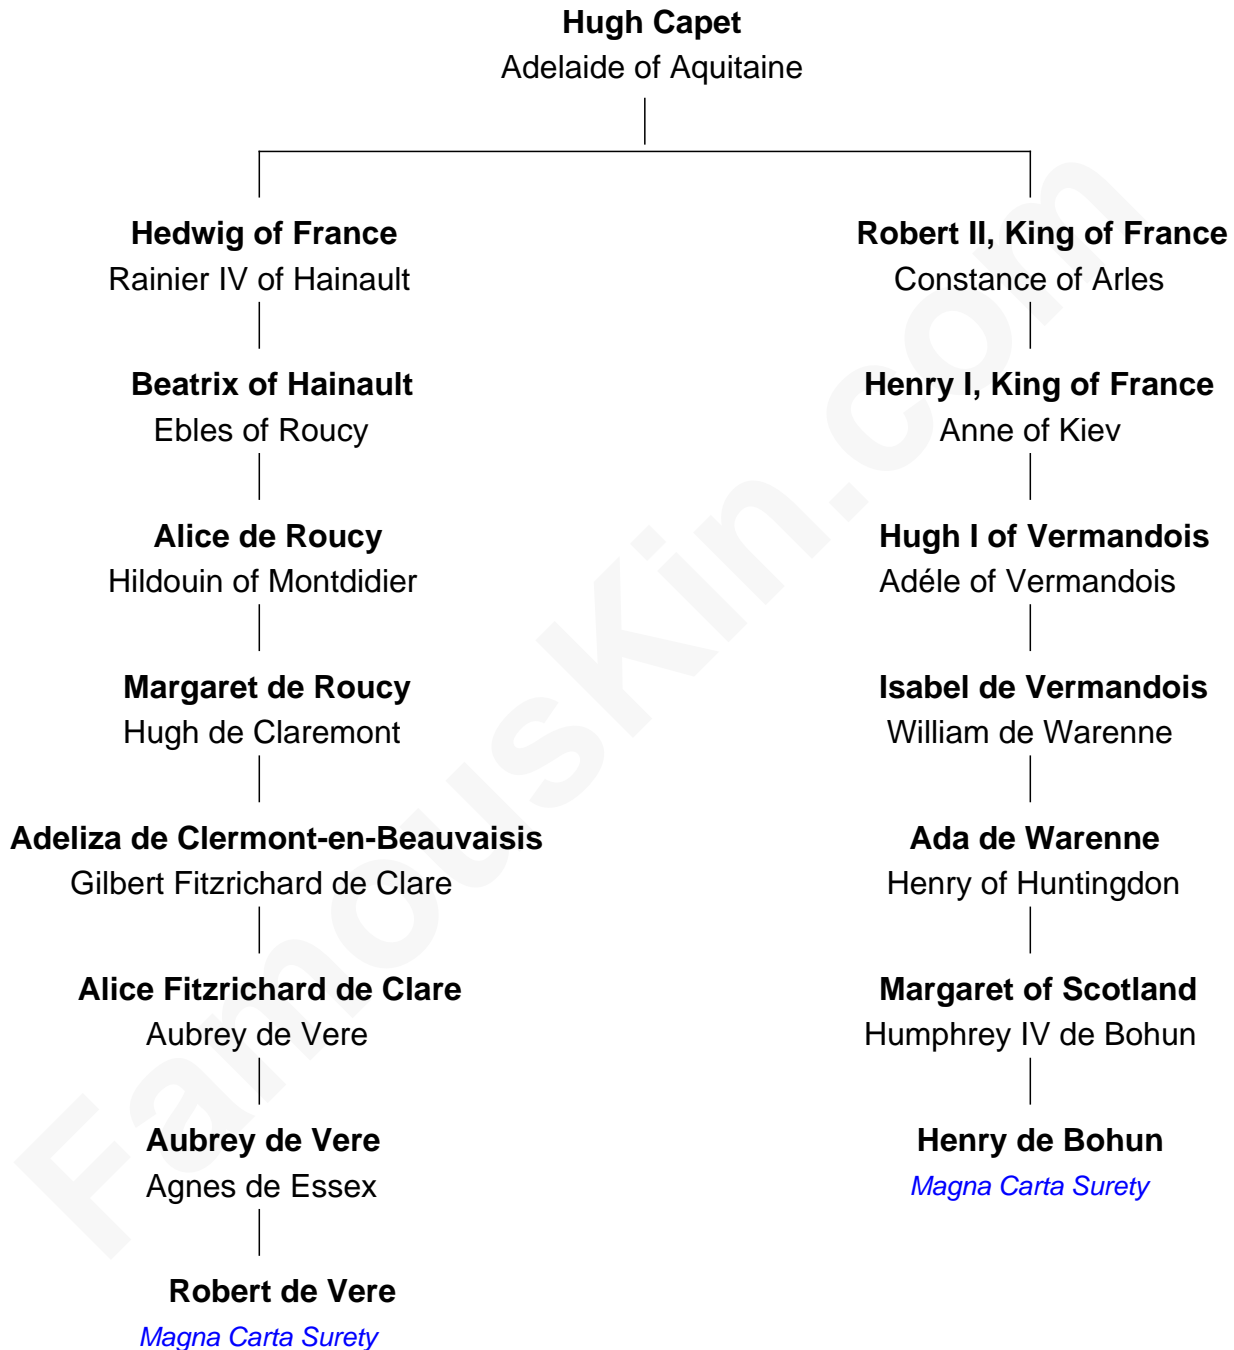 Hugh Capet
Adelaide of Aquitaine
Hedwig of France
Rainier IV of Hainault
Beatrix of Hainault
Ebles of Roucy
Alice de Roucy
Hildouin of Montdidier
Margaret de Roucy
Hugh de Claremont
Adeliza de Clermont-en-Beauvaisis
Gilbert Fitzrichard de Clare
Alice Fitzrichard de Clare
Aubrey de Vere
Aubrey de Vere
Agnes de Essex
Robert de Vere
Magna Carta Surety
Robert II, King of France
Constance of Arles
Henry I, King of France
Anne of Kiev
Hugh I of Vermandois
Adéle of Vermandois
Isabel de Vermandois
William de Warenne
Ada de Warenne
Henry of Huntingdon
Margaret of Scotland
Humphrey IV de Bohun
Henry de Bohun
Magna Carta Surety
FamousKin.com